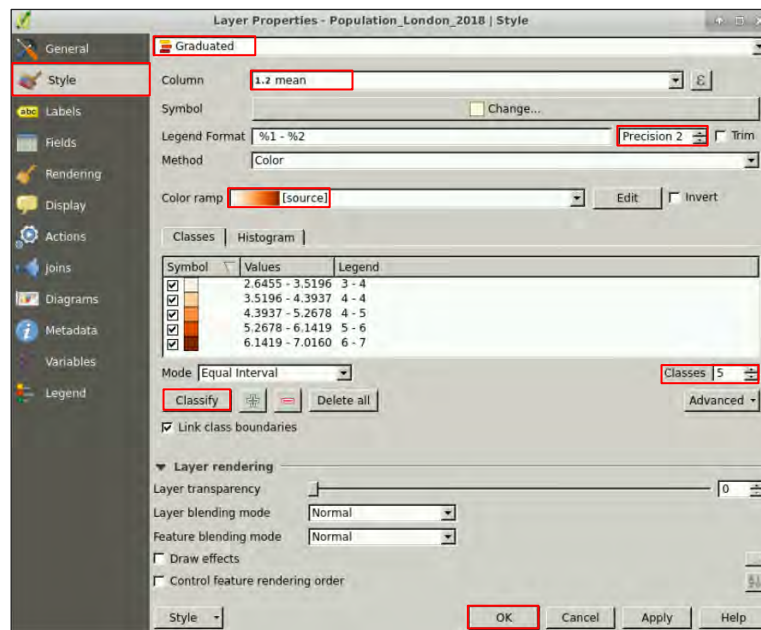 Layer Properties - Population_London_2018 | Style
General
Style
abc Labels
Fields
Rendering
Display
Actions
Joins
Diagrams
Metadata
Variables
Legend
Graduated
Column 1.2 mean ε
Symbol Change...
Legend Format %1 - %2 Precision 2 Trim
Method Color
Color ramp [source] Edit Invert
Classes Histogram
Symbol Values Legend
2.6455 - 3.5196 3 - 4
3.5196 - 4.3937 4 - 4
4.3937 - 5.2678 4 - 5
5.2678 - 6.1419 5 - 6
6.1419 - 7.0160 6 - 7
Mode Equal Interval Classes 5
Classify Delete all Advanced
Link class boundaries
Layer rendering
Layer transparency 0
Layer blending mode Normal
Feature blending mode Normal
Draw effects
Control feature rendering order
Style OK Cancel Apply Help